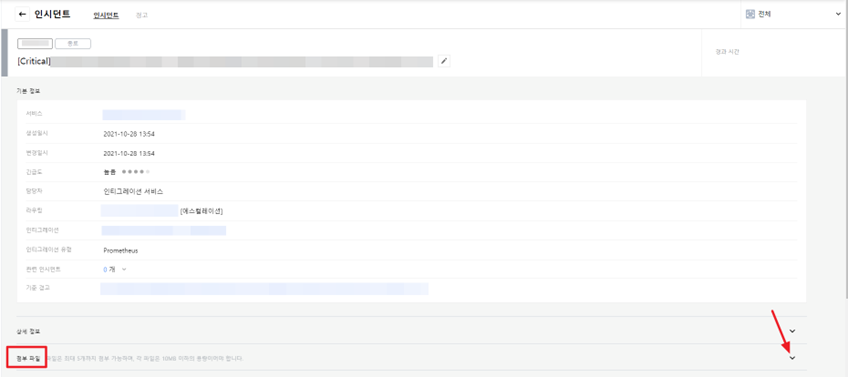 인시던트 인시던트 경고 전체
완료
[Critical]
경과 시간
기본 정보
서비스
생성일시 2021-10-28 13:54
변경일시 2021-10-28 13:54
긴급도 높음
담당자 인티그레이션 서비스
라우팅 [에스컬레이션]
인티그레이션
인티그레이션 유형 Prometheus
관련 인시던트 0 개
기준 경고
상세 정보
첨부 파일 파일은 최대 5개까지 첨부 가능하며, 각 파일은 10MB 이하의 용량이어야 합니다.